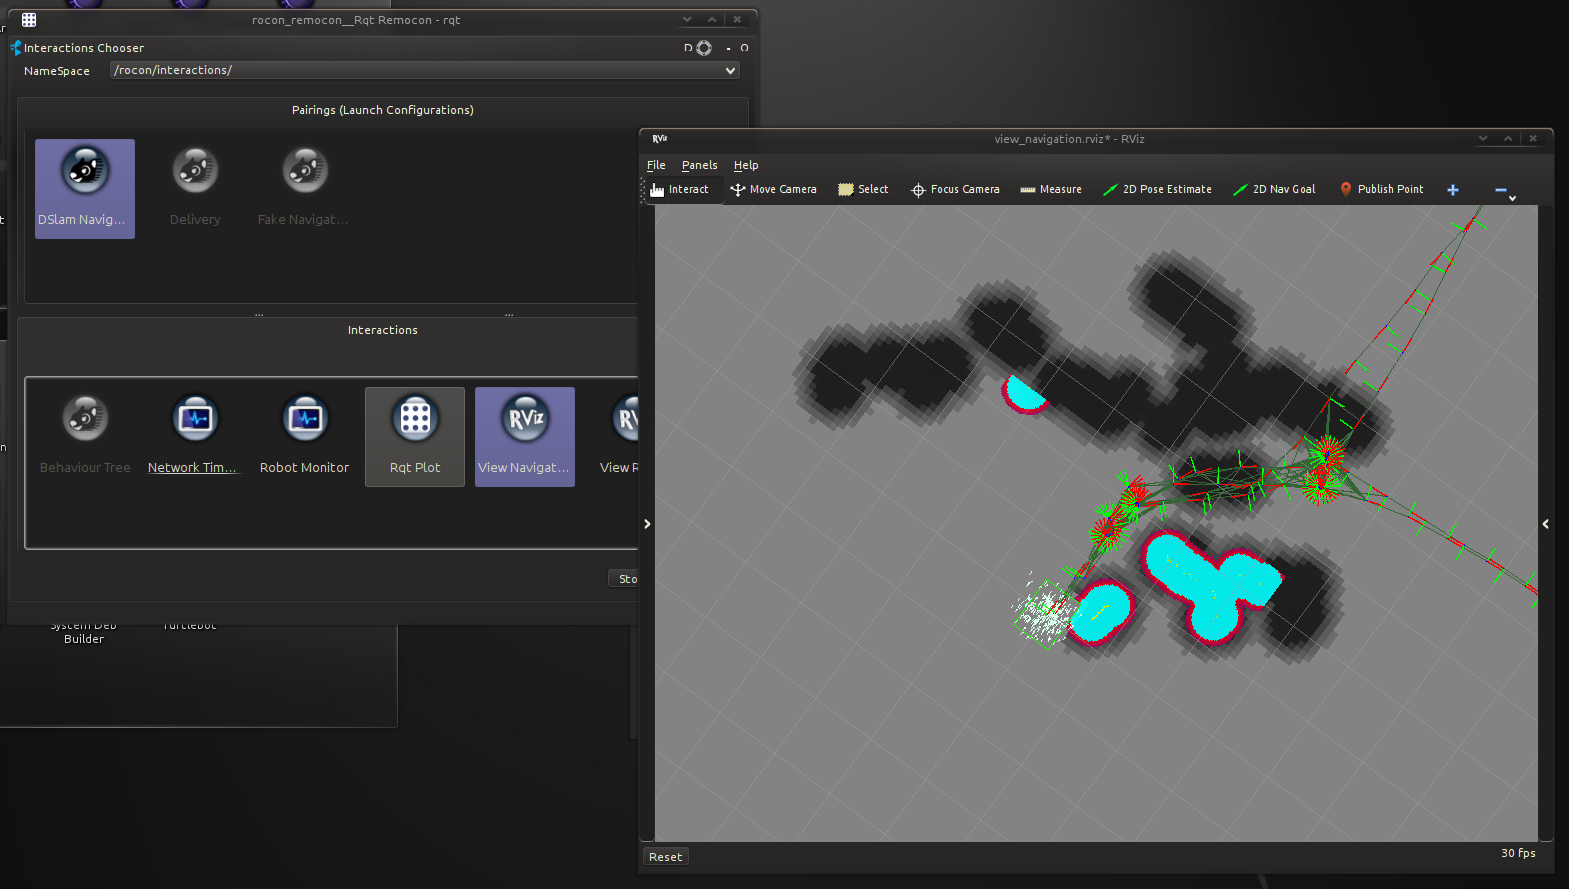 rocon_remocon__Rqt Remocon - rqt
Interactions Chooser
D
- O
NameSpace
/rocon/interactions/
Pairings (Launch Configurations)
DSlam Navig...
Delivery
Fake Navigat...
Interactions
Behaviour Tree
Network Tim...
Robot Monitor
Rqt Plot
RViz
View Navigat...
View R
Sto
System Deb
Builder
Turtlebot
RViz
view_navigation.rviz* - RViz
File
Panels
Help
Interact
Move Camera
Select
Focus Camera
Measure
2D Pose Estimate
2D Nav Goal
Publish Point
Reset
30 fps